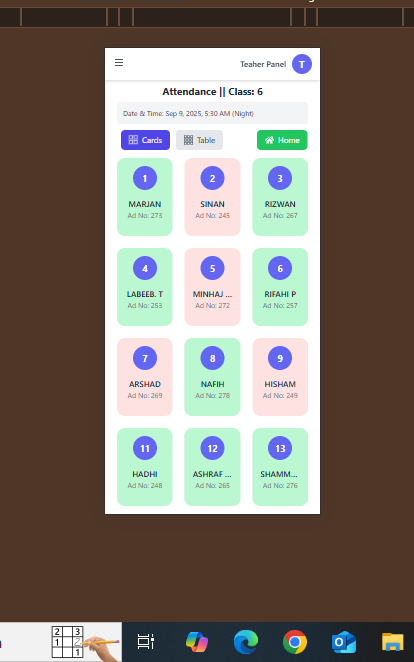 Teaher Panel T
Attendance || Class: 6
Date & Time: Sep 9, 2025, 5:30 AM (Night)
Cards Table Home
1 2 3
MARJAN SINAN RIZWAN
Ad No: 273 Ad No: 245 Ad No: 267
4 5 6
LABEEB. T MINHAJ ... RIFAHI P
Ad No: 253 Ad No: 272 Ad No: 257
7 8 9
ARSHAD NAFIH HISHAM
Ad No: 269 Ad No: 278 Ad No: 249
11 12 13
HADHI ASHRAF ... SHAMM...
Ad No: 248 Ad No: 265 Ad No: 276
2 3
1 2
1